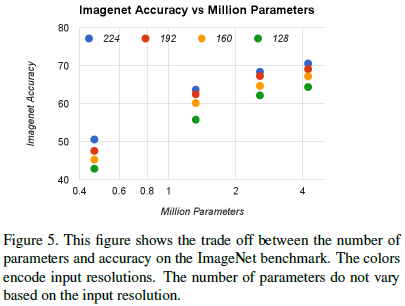 Imagenet Accuracy vs Million Parameters
80
224 192 160 128
70
60
50
40
Imagenet Accuracy
0.4 0.6 0.8 1 2 4
Million Parameters
Figure 5. This figure shows the trade off between the number of
parameters and accuracy on the ImageNet benchmark. The colors
encode input resolutions. The number of parameters do not vary
based on the input resolution.